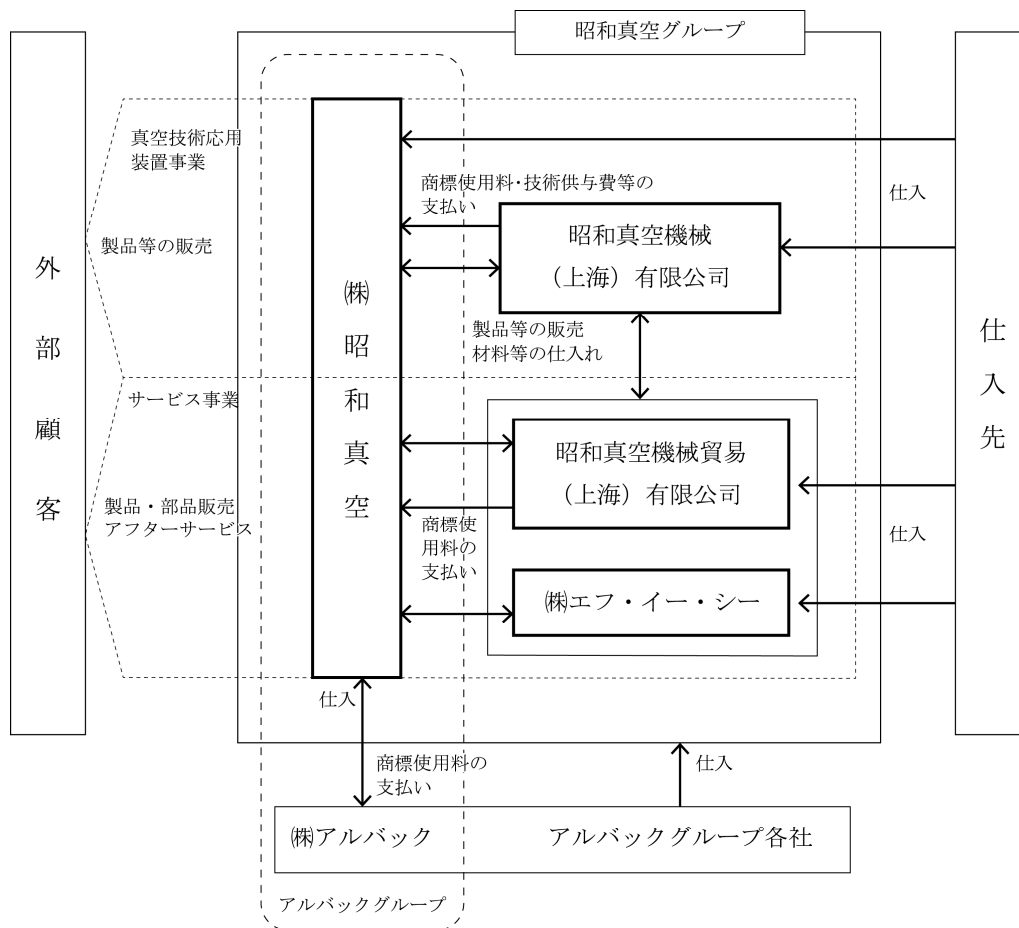 昭和真空グループ
外部顧客
真空技術応用
装置事業
製品等の販売
サービス事業
製品・部品販売
アフターサービス
㈱昭和真空
商標使用料・技術供与費等の
支払い
昭和真空機械
（上海）有限公司
製品等の販売
材料等の仕入れ
昭和真空機械貿易
（上海）有限公司
商標使
用料の
支払い
㈱エフ・イー・シー
仕入
仕入
仕入先
仕入
商標使用料の
支払い
仕入
㈱アルバック
アルバックグループ各社
アルバックグループ